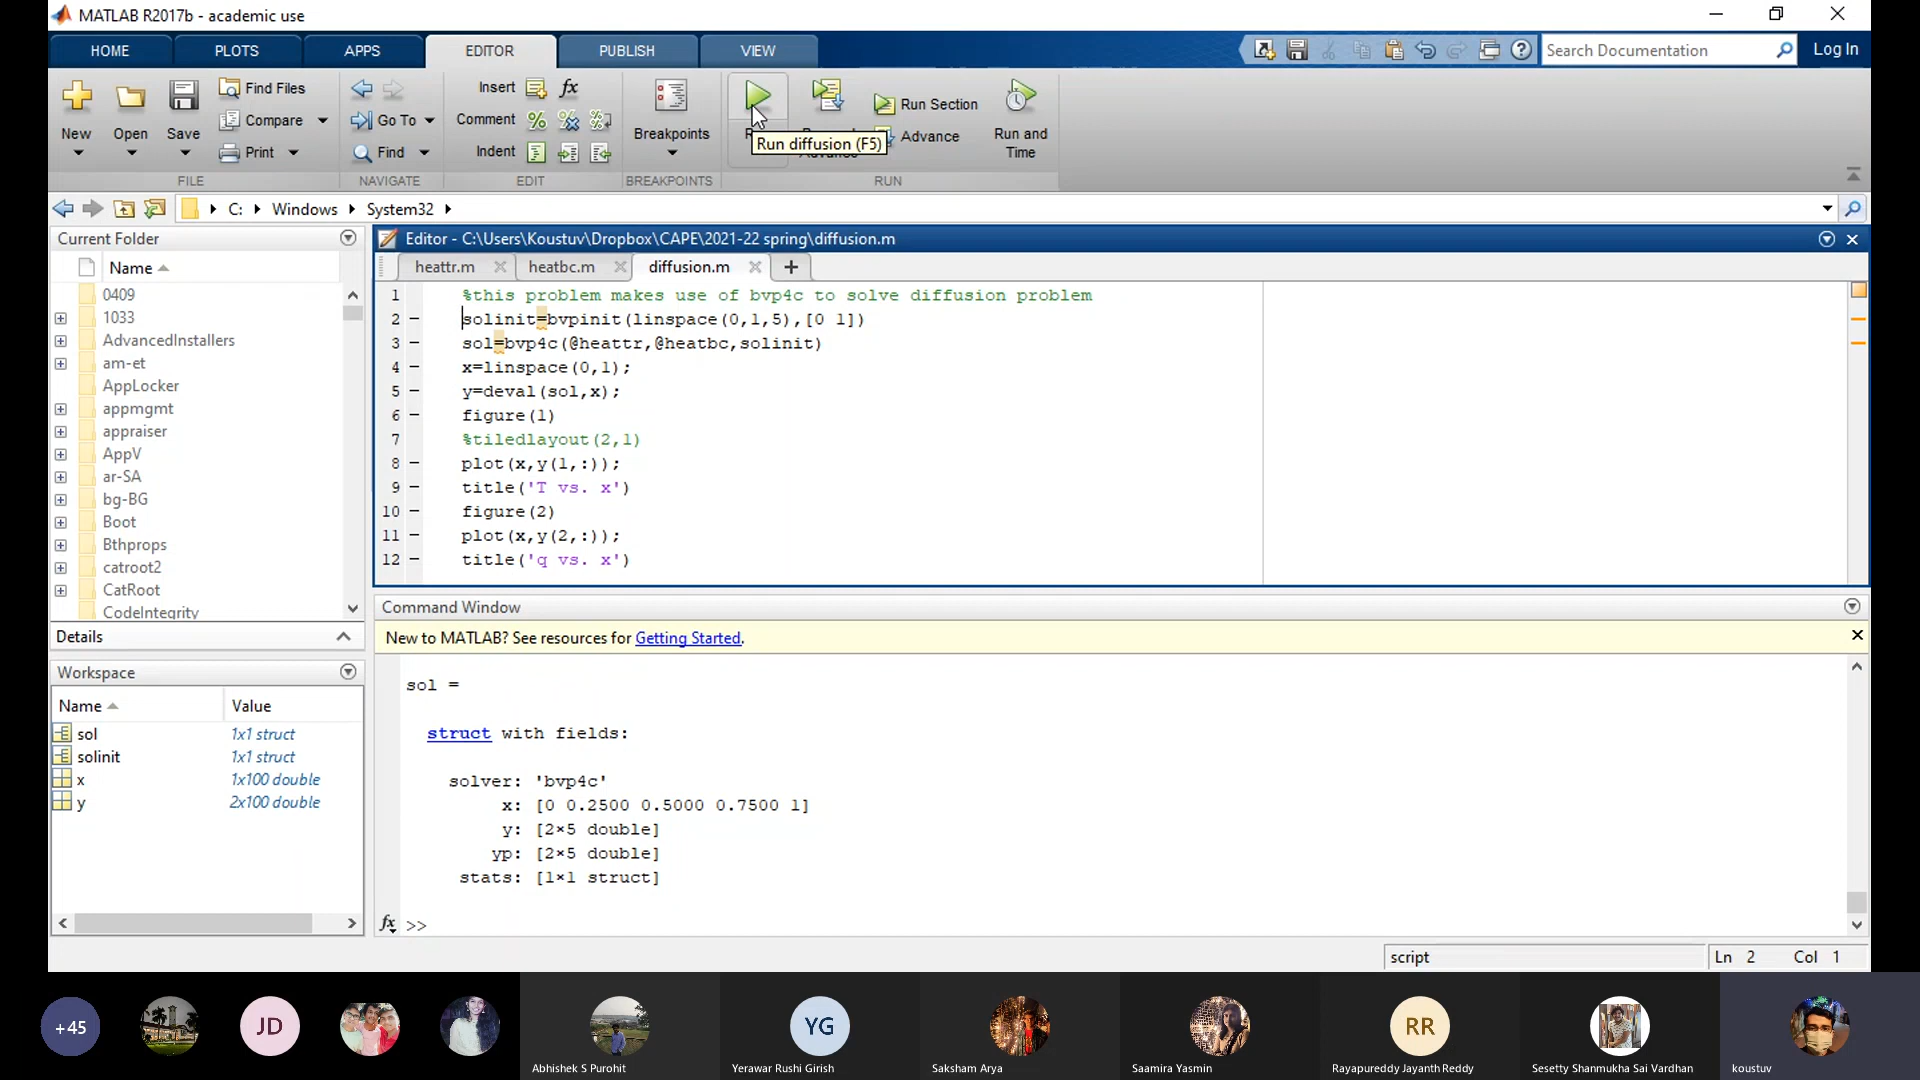 MATLAB R2017b - academic use
HOME PLOTS APPS EDITOR PUBLISH VIEW
Search Documentation
Log In
New
Open
Save
Find Files
Compare
Print
FILE
Go To
Find
NAVIGATE
Insert
Comment
Indent
EDIT
Breakpoints
BREAKPOINTS
Run diffusion (F5)
Run Section
Advance
Run and
Time
RUN
C: Windows System32
Current Folder
Name
0409
1033
AdvancedInstallers
am-et
AppLocker
appmgmt
appraiser
AppV
ar-SA
bg-BG
Boot
Bthprops
catroot2
CatRoot
CodeIntegrity
Details
Workspace
Name Value
sol 1x1 struct
solinit 1x1 struct
x 1x100 double
y 2x100 double
Editor - C:\Users\Koustuv\Dropbox\CAPE\2021-22 spring\diffusion.m
heattr.m heatbc.m diffusion.m
1 %this problem makes use of bvp4c to solve diffusion problem
2 - solinit=bvpinit(linspace(0,1,5),[0 1])
3 - sol=bvp4c(@heattr,@heatbc,solinit)
4 - x=linspace(0,1);
5 - y=deval(sol,x);
6 - figure(1)
7 %tiledlayout(2,1)
8 - plot(x,y(1,:));
9 - title('T vs. x')
10 - figure(2)
11 - plot(x,y(2,:));
12 - title('q vs. x')
Command Window
New to MATLAB? See resources for Getting Started.
sol =
struct with fields:
solver: 'bvp4c'
x: [0 0.2500 0.5000 0.7500 1]
y: [2×5 double]
yp: [2×5 double]
stats: [1×1 struct]
fx >>
script Ln 2 Col 1
+45
JD
Abhishek S Purohit
YG
Yerawar Rushi Girish
Saksham Arya
Saamira Yasmin
RR
Rayapureddy Jayanth Reddy
Sesetty Shanmukha Sai Vardhan
koustuv